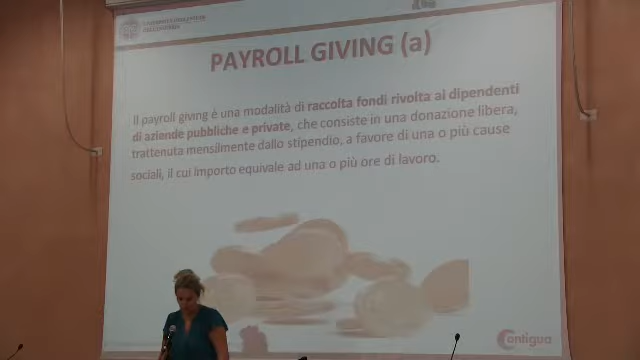 PAYROLL GIVING (a)
Il payroll giving è una modalità di raccolta fondi rivolta ai dipendenti
di aziende pubbliche e private, che consiste in una donazione libera,
trattenuta mensilmente dallo stipendio, a favore di una o più cause
sociali, il cui importo equivale ad una o più ore di lavoro.
Contigua